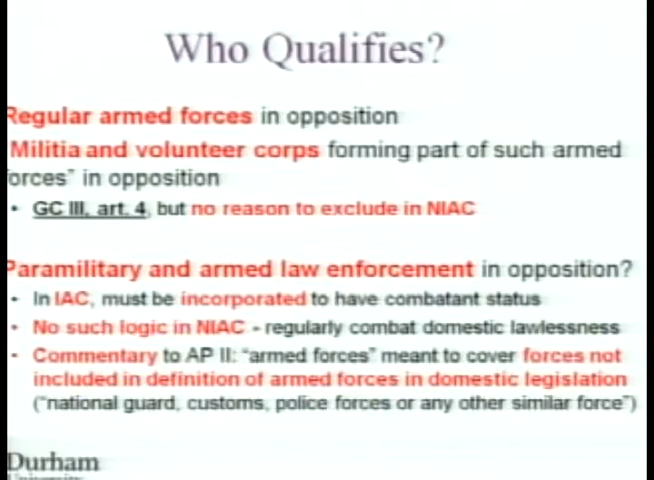 Who Qualifies?
Regular armed forces in opposition
Militia and volunteer corps forming part of such armed
orces" in opposition
• GC III, art. 4, but no reason to exclude in NIAC
Paramilitary and armed law enforcement in opposition?
• In IAC, must be incorporated to have combatant status
• No such logic in NIAC - regularly combat domestic lawlessness
• Commentary to AP II: "armed forces" meant to cover forces not
included in definition of armed forces in domestic legislation
("national guard, customs, police forces or any other similar force")
Durham
University